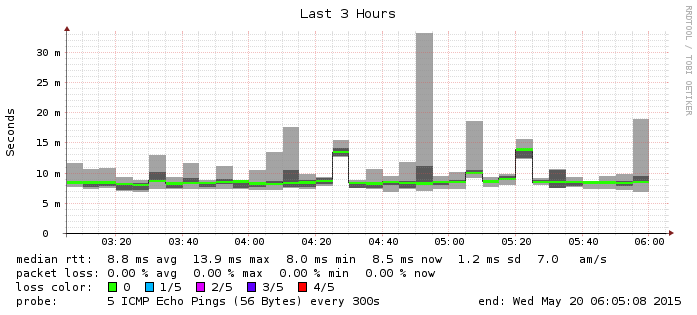 Last 3 Hours
RRDTOOL / TOBI OETIKER
Seconds
30 m
25 m
20 m
15 m
10 m
5 m
0
03:20 03:40 04:00 04:20 04:40 05:00 05:20 05:40 06:00
median rtt: 8.8 ms avg 13.9 ms max 8.0 ms min 8.5 ms now 1.2 ms sd 7.0 am/s
packet loss: 0.00 % avg 0.00 % max 0.00 % min 0.00 % now
loss color: 0 1/5 2/5 3/5 4/5
probe: 5 ICMP Echo Pings (56 Bytes) every 300s end: Wed May 20 06:05:08 2015